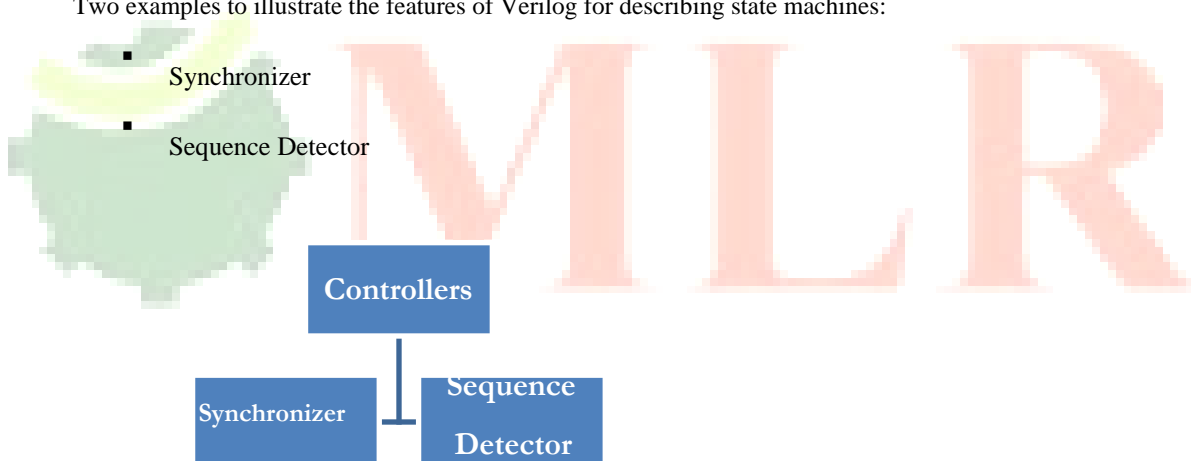 Two examples to illustrate the features of Verilog for describing state machines:
▪
Synchronizer
▪
Sequence Detector
MLR
Controllers
Synchronizer
Sequence
Detector